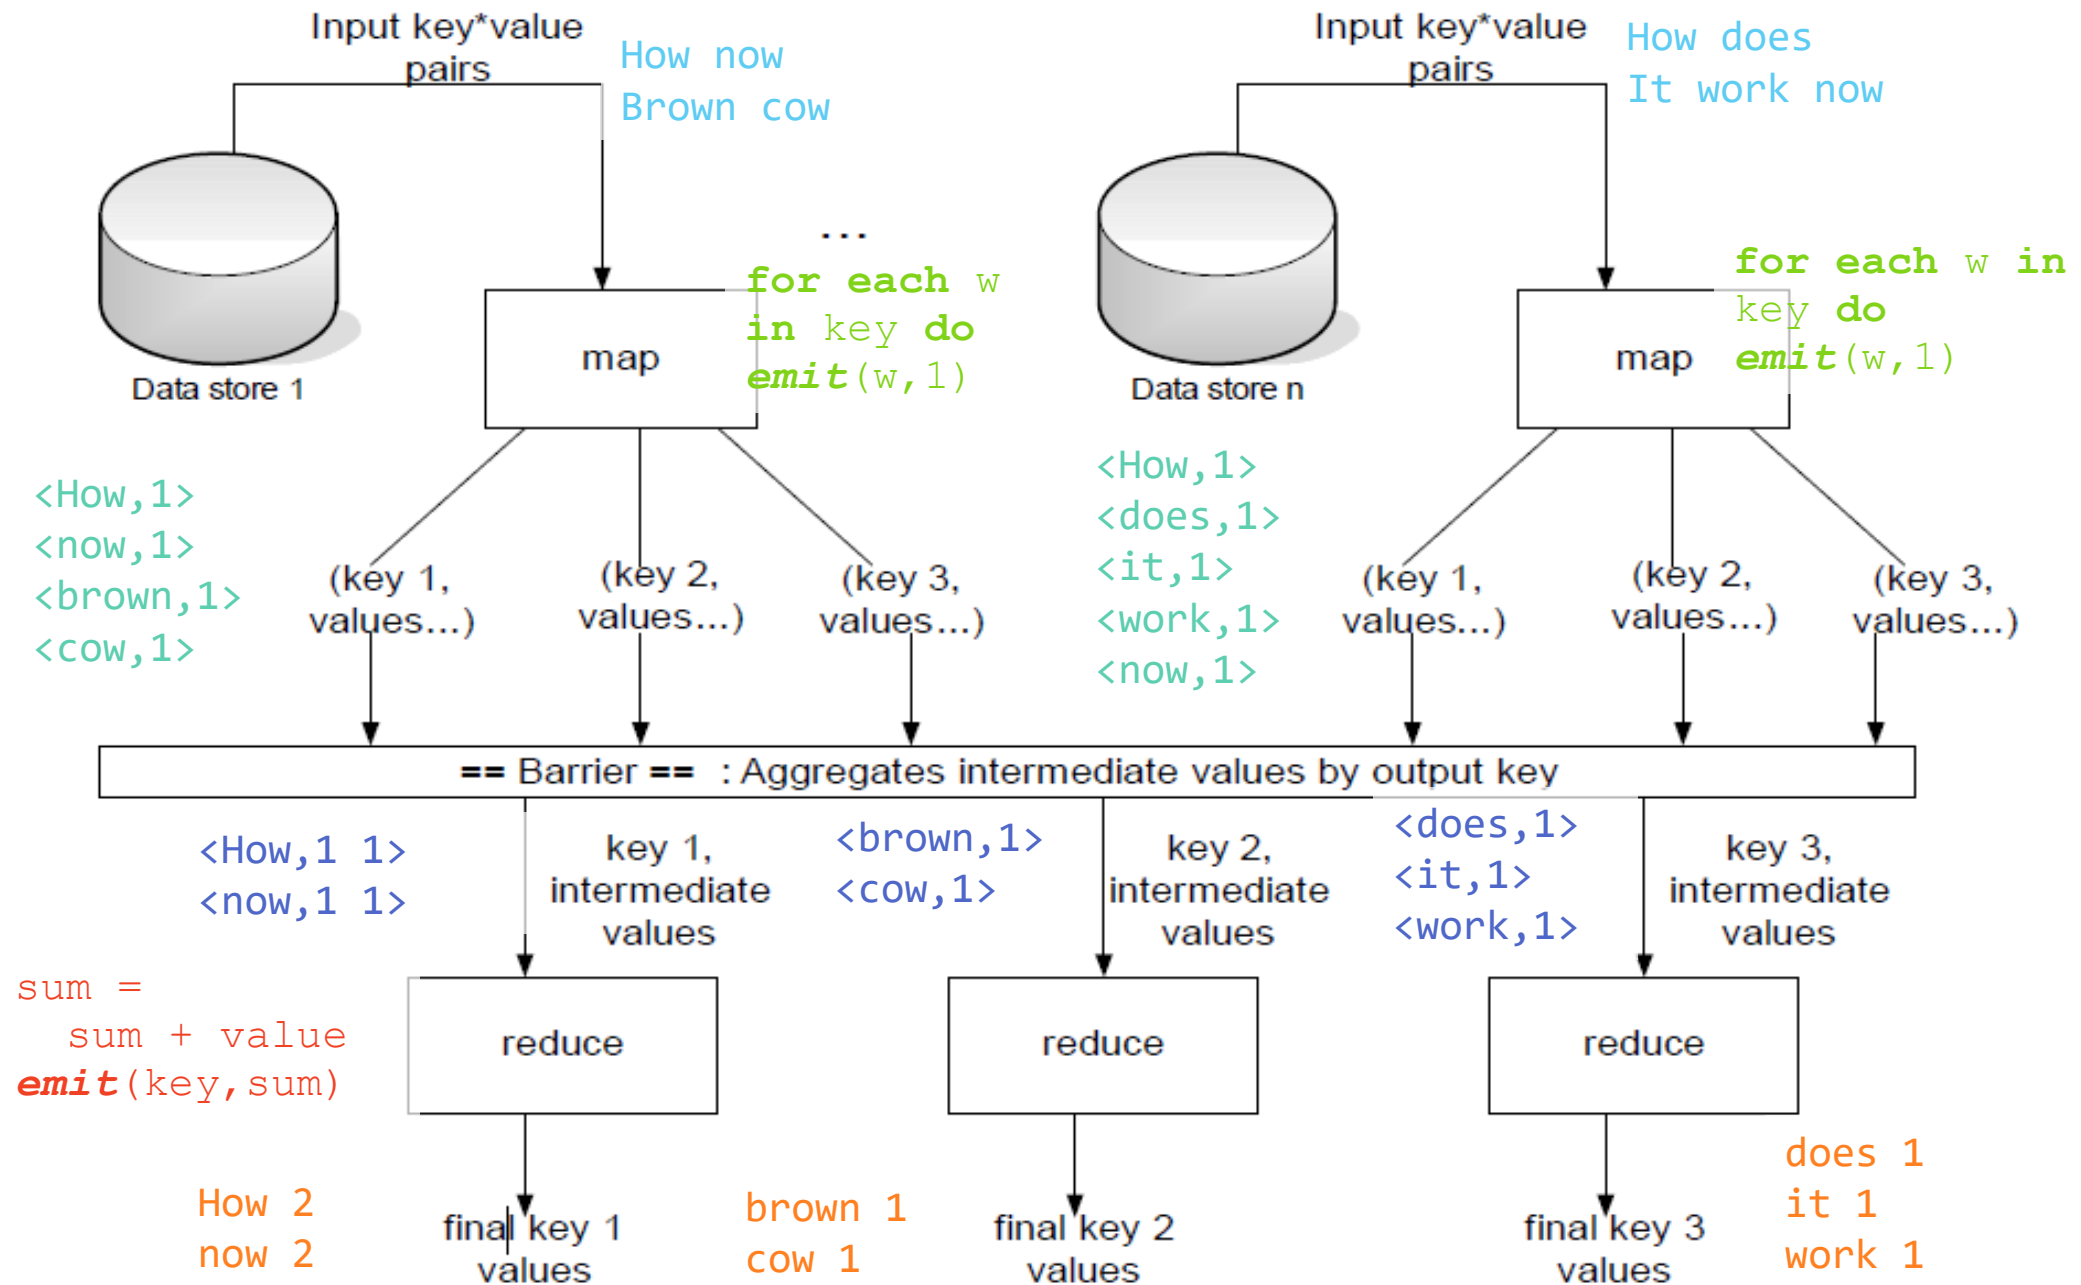 Input key*value
pairs
How now
Brown cow
Input key*value
pairs
How does
It work now
...
for each w
in key do
emit(w,1)
map
Data store 1
for each w in
key do
emit(w,1)
map
Data store n
<How,1>
<now,1>
<brown,1>
<cow,1>
(key 1,
values...)
(key 2,
values...)
(key 3,
values...)
<How,1>
<does,1>
<it,1>
<work,1>
<now,1>
(key 1,
values...)
(key 2,
values...)
(key 3,
values...)
== Barrier == : Aggregates intermediate values by output key
<How,1 1>
<now,1 1>
key 1,
intermediate
values
<brown,1>
<cow,1>
key 2,
intermediate
values
<does,1>
<it,1>
<work,1>
key 3,
intermediate
values
sum =
sum + value
emit(key,sum)
reduce
reduce
reduce
How 2
now 2
final key 1
values
brown 1
cow 1
final key 2
values
final key 3
values
does 1
it 1
work 1